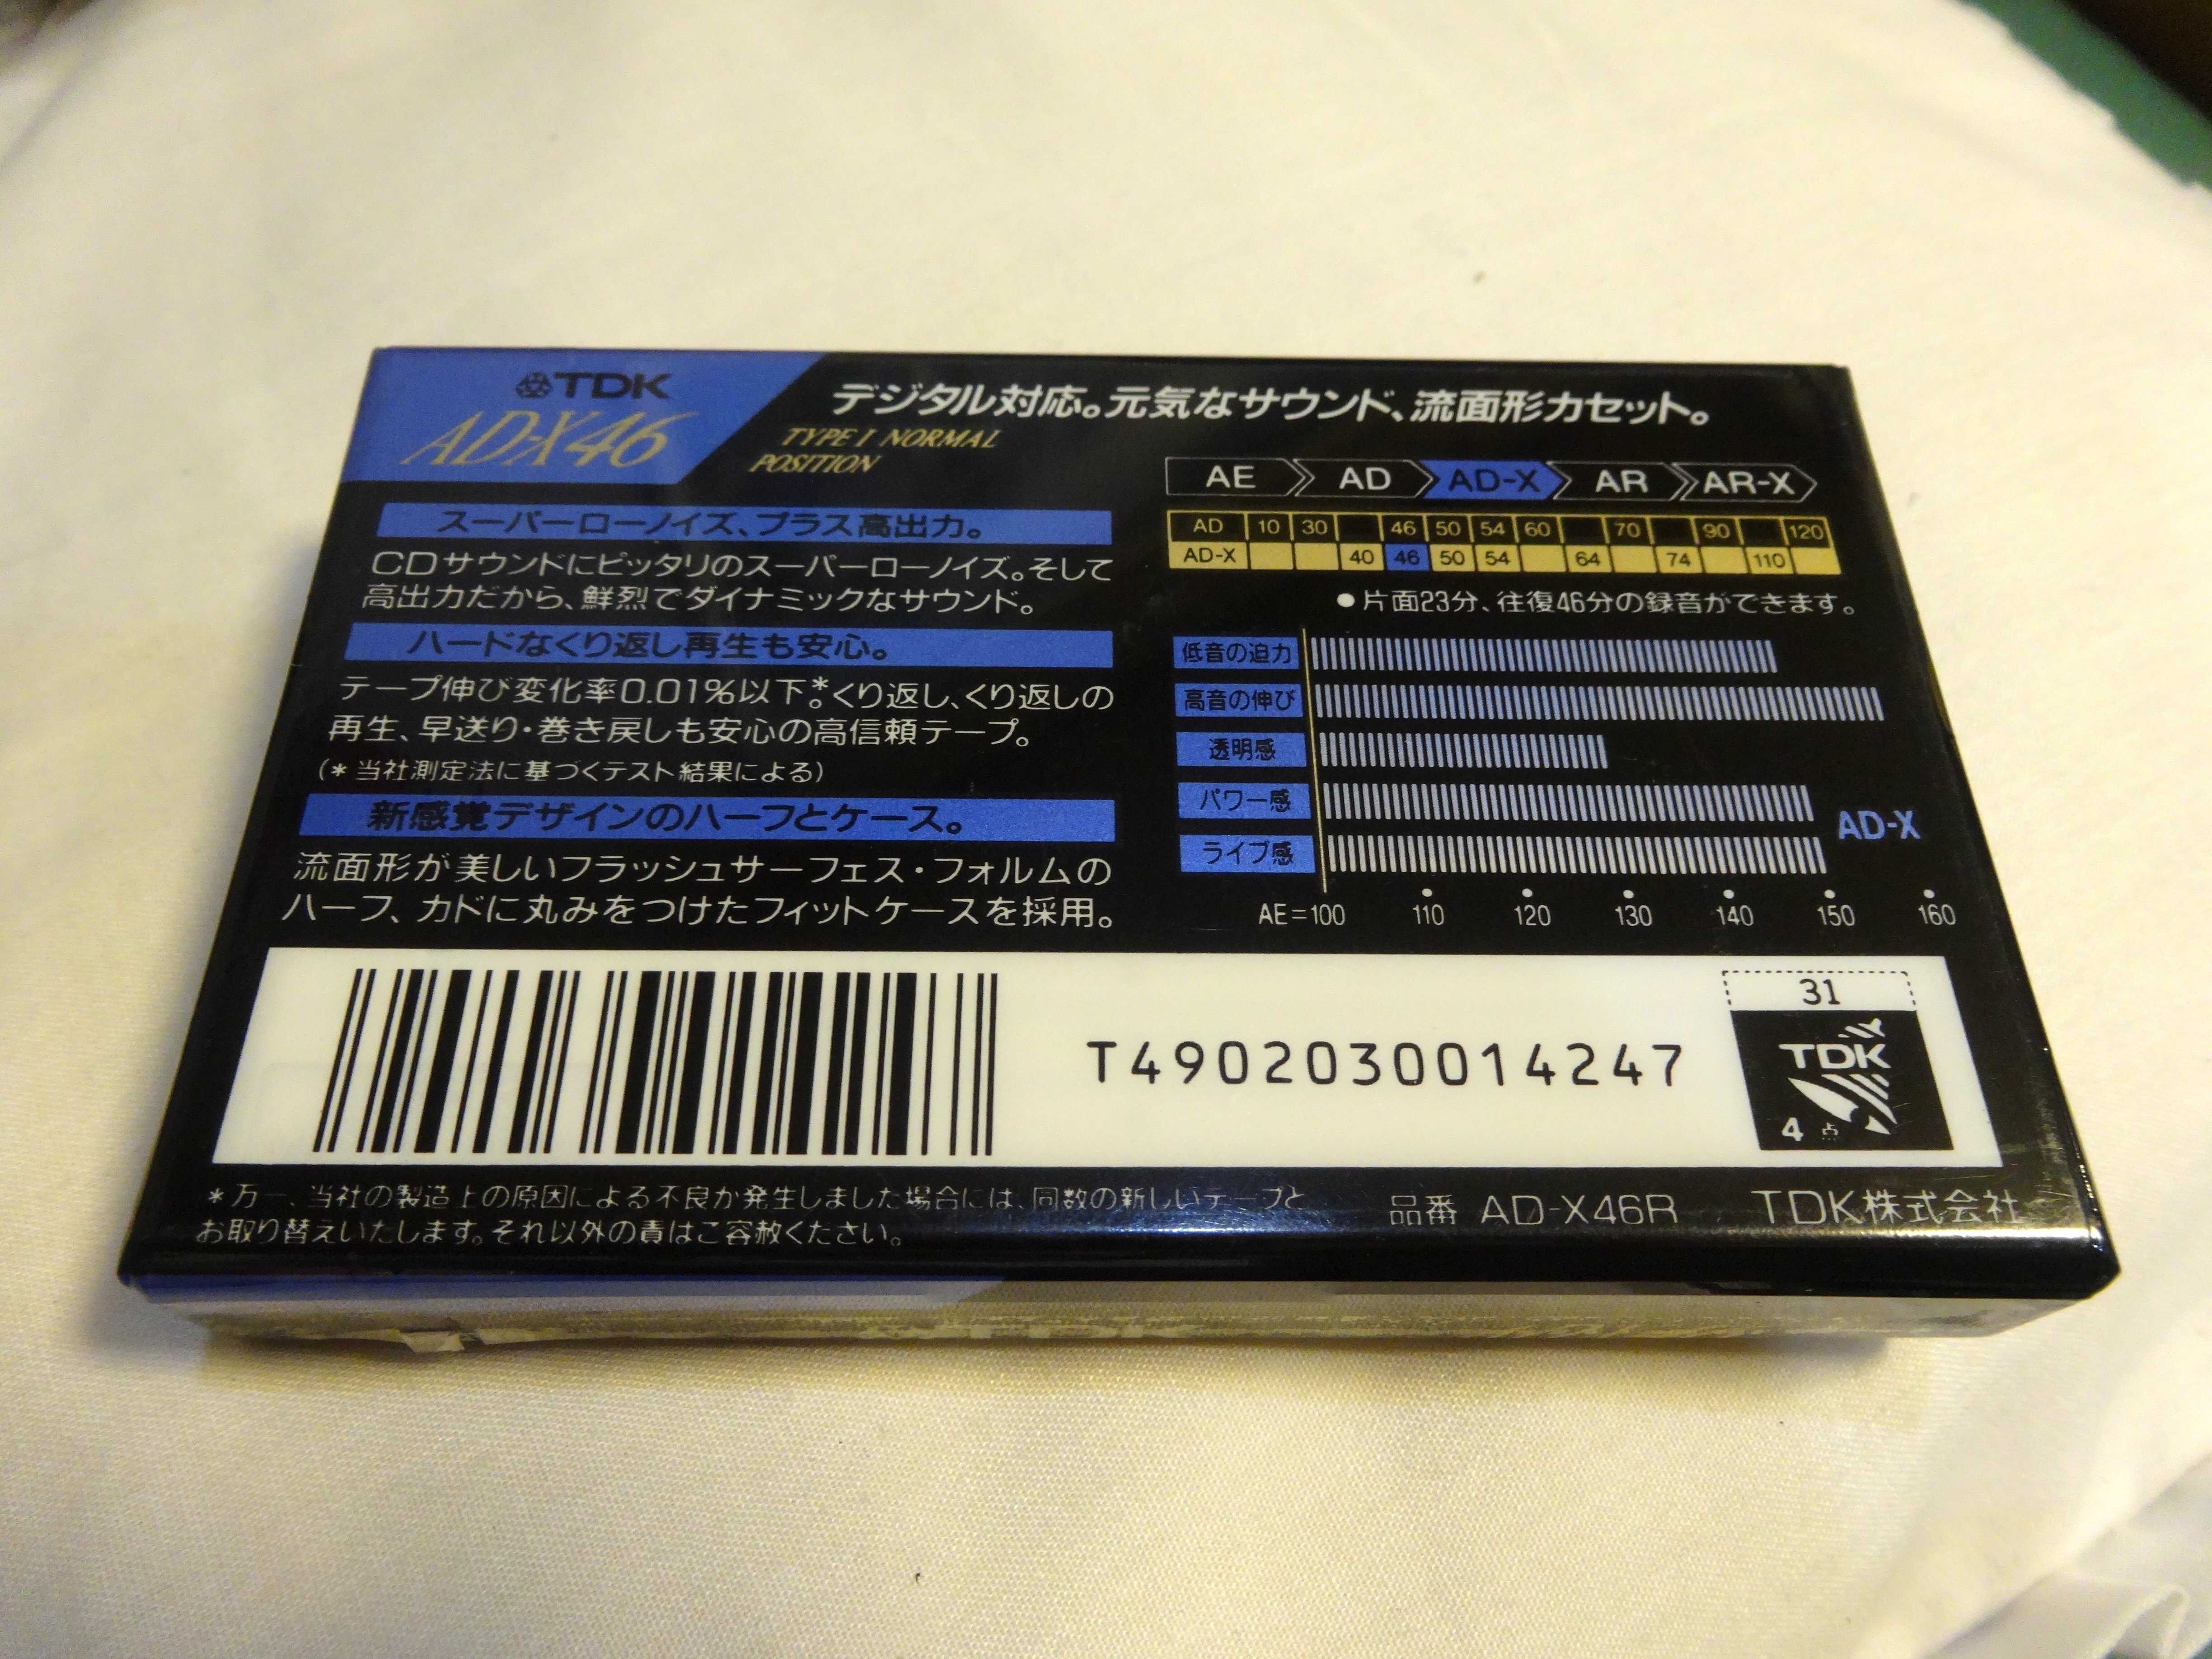 TDK
AD-X46
TYPE I NORMAL
POSITION
デジタル対応。元気なサウンド、流面形カセット。
スーパーローノイズ、プラス高出力。
CDサウンドにピッタリのスーパーローノイズ。そして
高出力だから、鮮烈でダイナミックなサウンド。
ハードなくり返し再生も安心。
テープ伸び変化率0.01%以下*。くり返し、くり返しの
再生、早送り・巻き戻しも安心の高信頼テープ。
(*当社測定法に基づくテスト結果による)
新感覚デザインのハーフとケース。
流面形が美しいフラッシュサーフェス・フォルムの
ハーフ、カドに丸みをつけたフィットケースを採用。
AE AD AD-X AR AR-X
AD 10 30 46 50 54 60 70 90 120
AD-X 40 46 50 54 64 74 110
●片面23分、往復46分の録音ができます。
低音の迫力
高音の伸び
透明感
パワー感
ライブ感
AD-X
AE=100 110 120 130 140 150 160
T4902030014247
31
TDK
4点
*万一、当社の製造上の原因による不良が発生しました場合には、同数の新しいテープと
お取り替えいたします。それ以外の責はご容赦ください。
品番 AD-X46R TDK株式会社